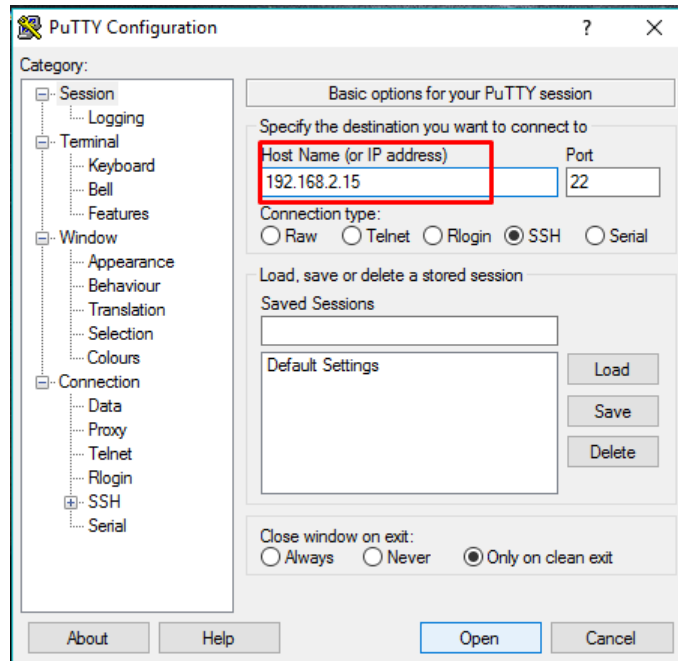 PuTTY Configuration
?
Category:
Session
Logging
Terminal
Keyboard
Bell
Features
Window
Appearance
Behaviour
Translation
Selection
Colours
Connection
Data
Proxy
Telnet
Rlogin
SSH
Serial
Basic options for your PuTTY session
Specify the destination you want to connect to
Host Name (or IP address) Port
192.168.2.15 22
Connection type:
Raw Telnet Rlogin SSH Serial
Load, save or delete a stored session
Saved Sessions
Default Settings
Load
Save
Delete
Close window on exit:
Always Never Only on clean exit
About Help Open Cancel